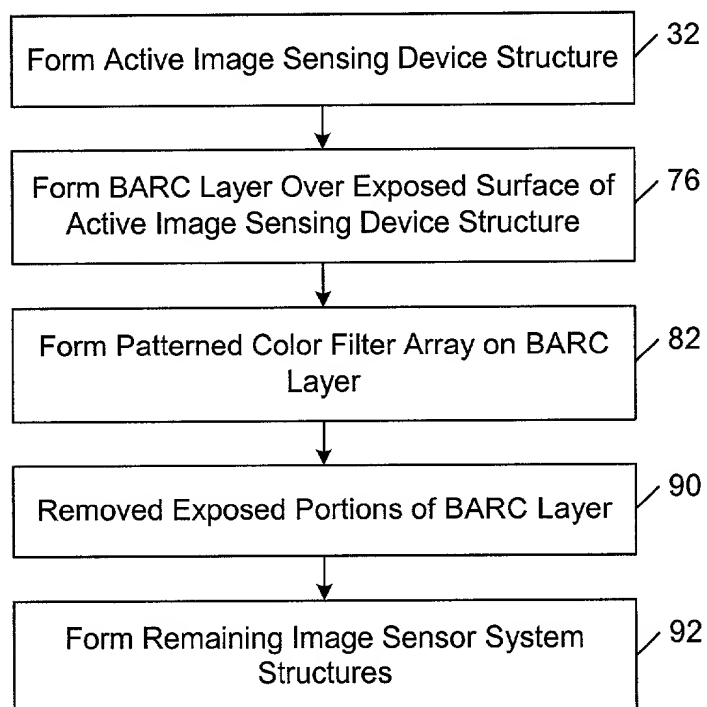 Form Active Image Sensing Device Structure
32
Form BARC Layer Over Exposed Surface of
Active Image Sensing Device Structure
76
Form Patterned Color Filter Array on BARC
Layer
82
Removed Exposed Portions of BARC Layer
90
Form Remaining Image Sensor System
Structures
92